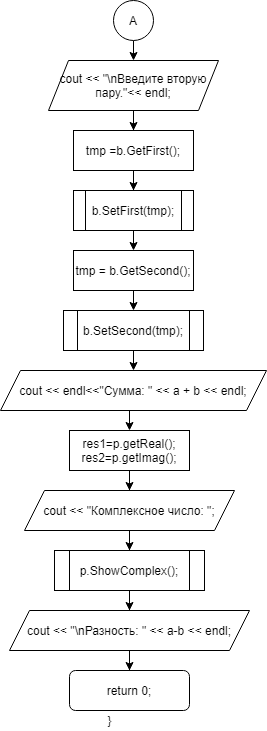 A
cout << "\nВведите вторую
пару."<< endl;
tmp =b.GetFirst();
b.SetFirst(tmp);
tmp = b.GetSecond();
b.SetSecond(tmp);
cout << endl<<"Сумма: " << a + b << endl;
res1=p.getReal();
res2=p.getImag();
cout << "Комплексное число: ";
p.ShowComplex();
cout << "\nРазность: " << a-b << endl;
return 0;
}